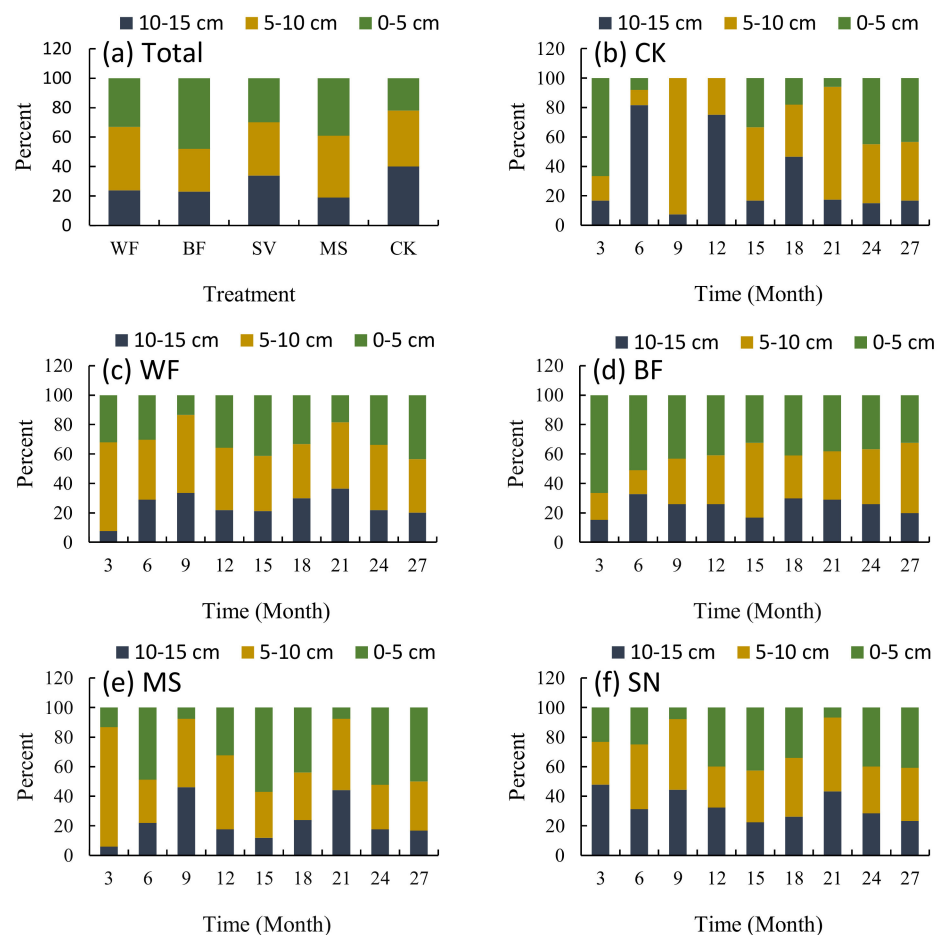 10-15 cm 5-10 cm 0-5 cm
(a) Total
Percent
120
100
80
60
40
20
0
WF BF SV MS CK
Treatment
10-15 cm 5-10 cm 0-5 cm
(b) CK
Percent
120
100
80
60
40
20
0
3 6 9 12 15 18 21 24 27
Time (Month)
10-15 cm 5-10 cm 0-5 cm
(c) WF
Percent
120
100
80
60
40
20
0
3 6 9 12 15 18 21 24 27
Time (Month)
10-15 cm 5-10 cm 0-5 cm
(d) BF
Percent
120
100
80
60
40
20
0
3 6 9 12 15 18 21 24 27
Time (Month)
10-15 cm 5-10 cm 0-5 cm
(e) MS
Percent
120
100
80
60
40
20
0
3 6 9 12 15 18 21 24 27
Time (Month)
10-15 cm 5-10 cm 0-5 cm
(f) SN
Percent
120
100
80
60
40
20
0
3 6 9 12 15 18 21 24 27
Time (Month)